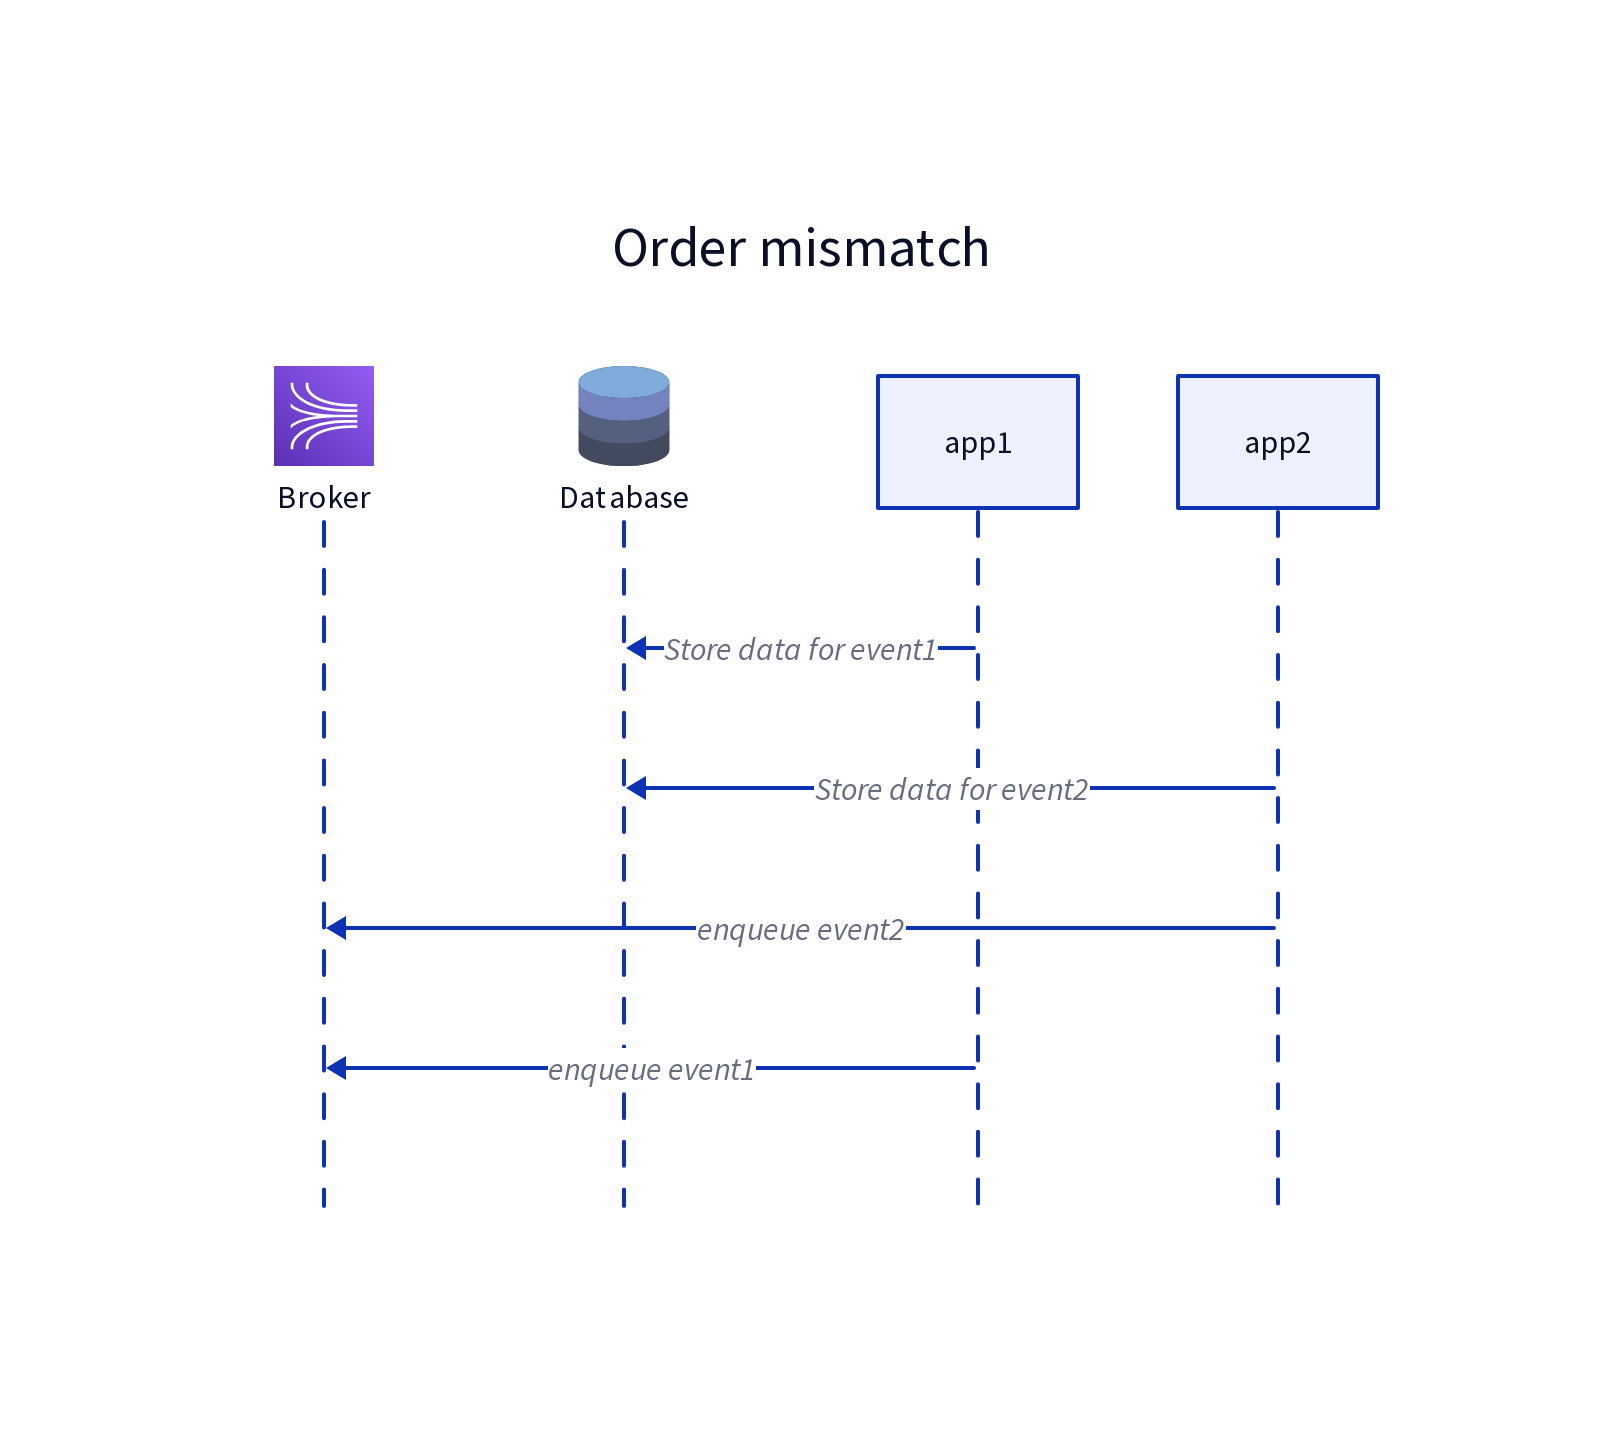 Order mismatch
Broker
Database
app1
app2
Store data for event1
Store data for event2
enqueue event2
enqueue event1